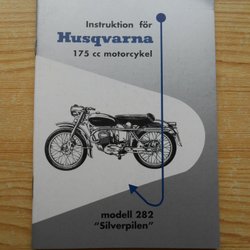 Instruktion för
Husqvarna
175 cc motorcykel
modell 282
"Silverpilen"